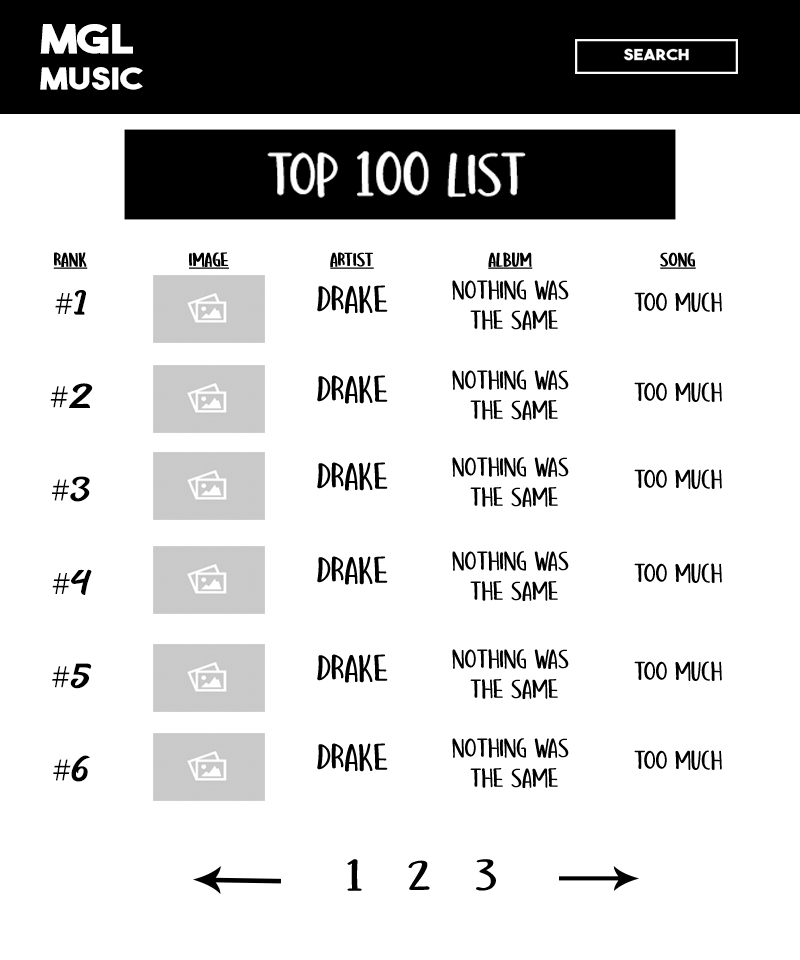 MGL
MUSIC
SEARCH
TOP 100 LIST
RANK IMAGE ARTIST ALBUM SONG
#1 DRAKE NOTHING WAS
THE SAME TOO MUCH
#2 DRAKE NOTHING WAS
THE SAME TOO MUCH
#3 DRAKE NOTHING WAS
THE SAME TOO MUCH
#4 DRAKE NOTHING WAS
THE SAME TOO MUCH
#5 DRAKE NOTHING WAS
THE SAME TOO MUCH
#6 DRAKE NOTHING WAS
THE SAME TOO MUCH
1 2 3